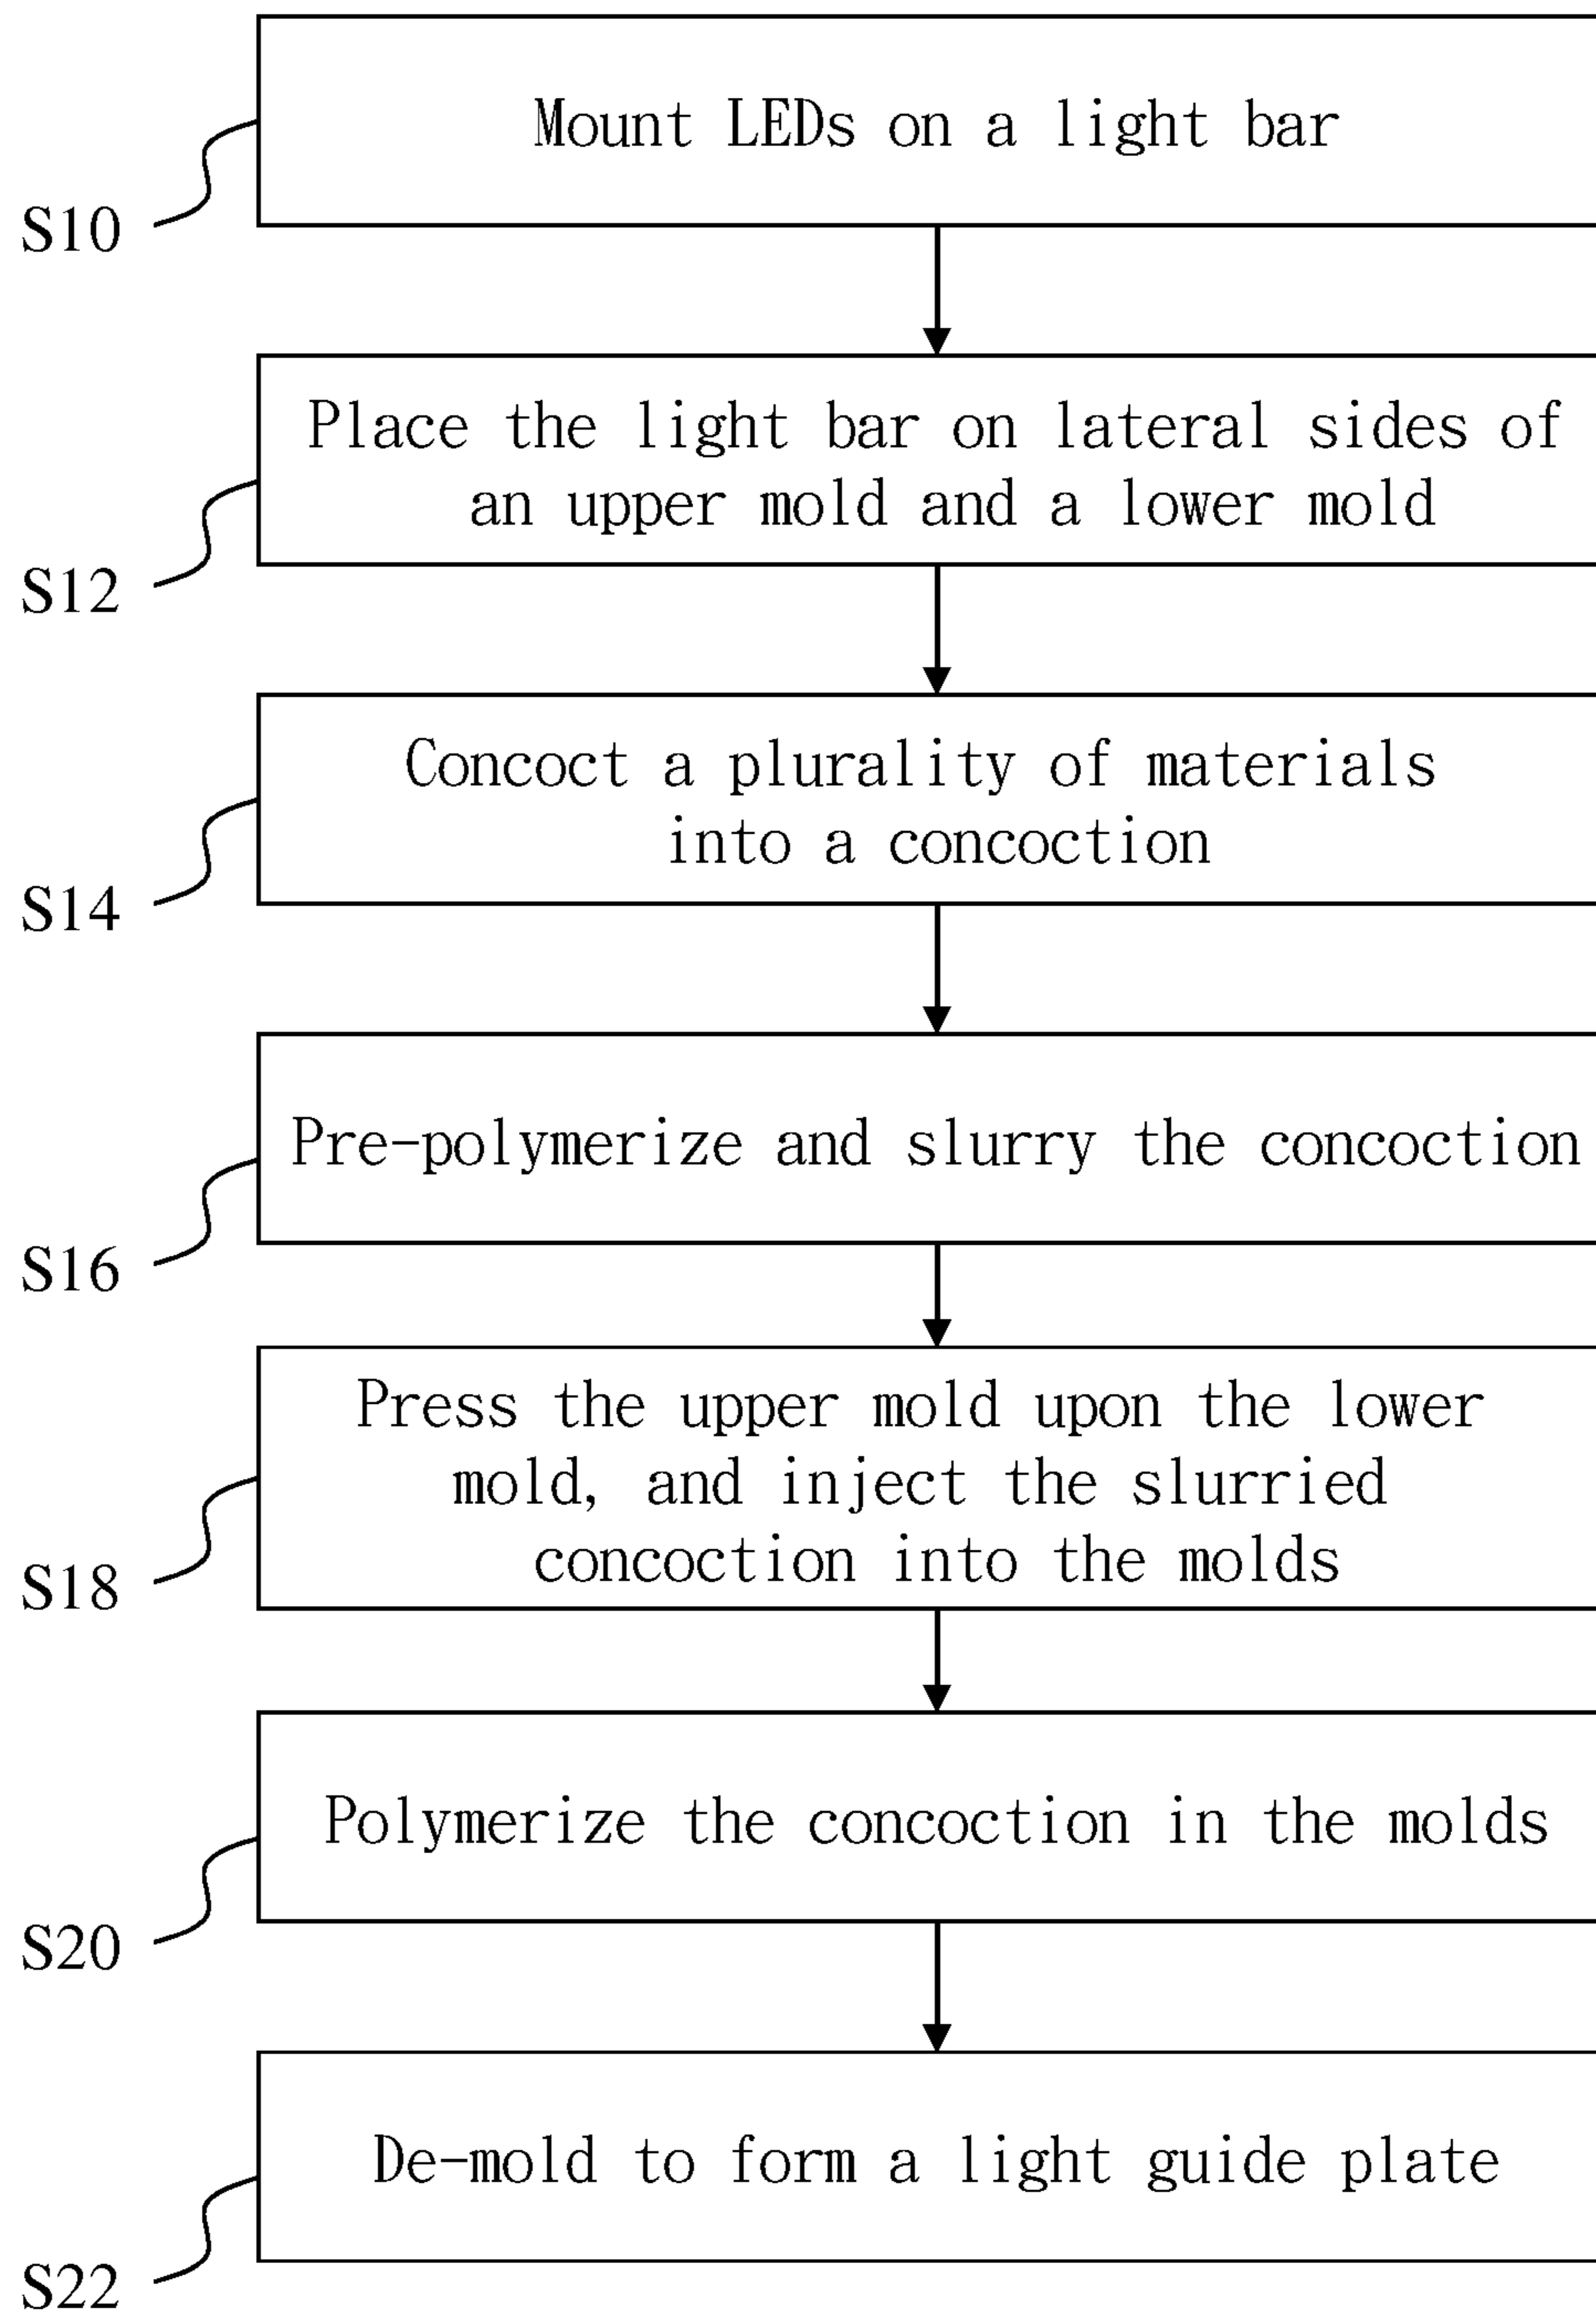 Mount LEDs on a light bar
S10
Place the light bar on lateral sides of
an upper mold and a lower mold
S12
Concoct a plurality of materials
into a concoction
S14
Pre-polymerize and slurry the concoction
S16
Press the upper mold upon the lower
mold, and inject the slurried
concoction into the molds
S18
Polymerize the concoction in the molds
S20
De-mold to form a light guide plate
S22